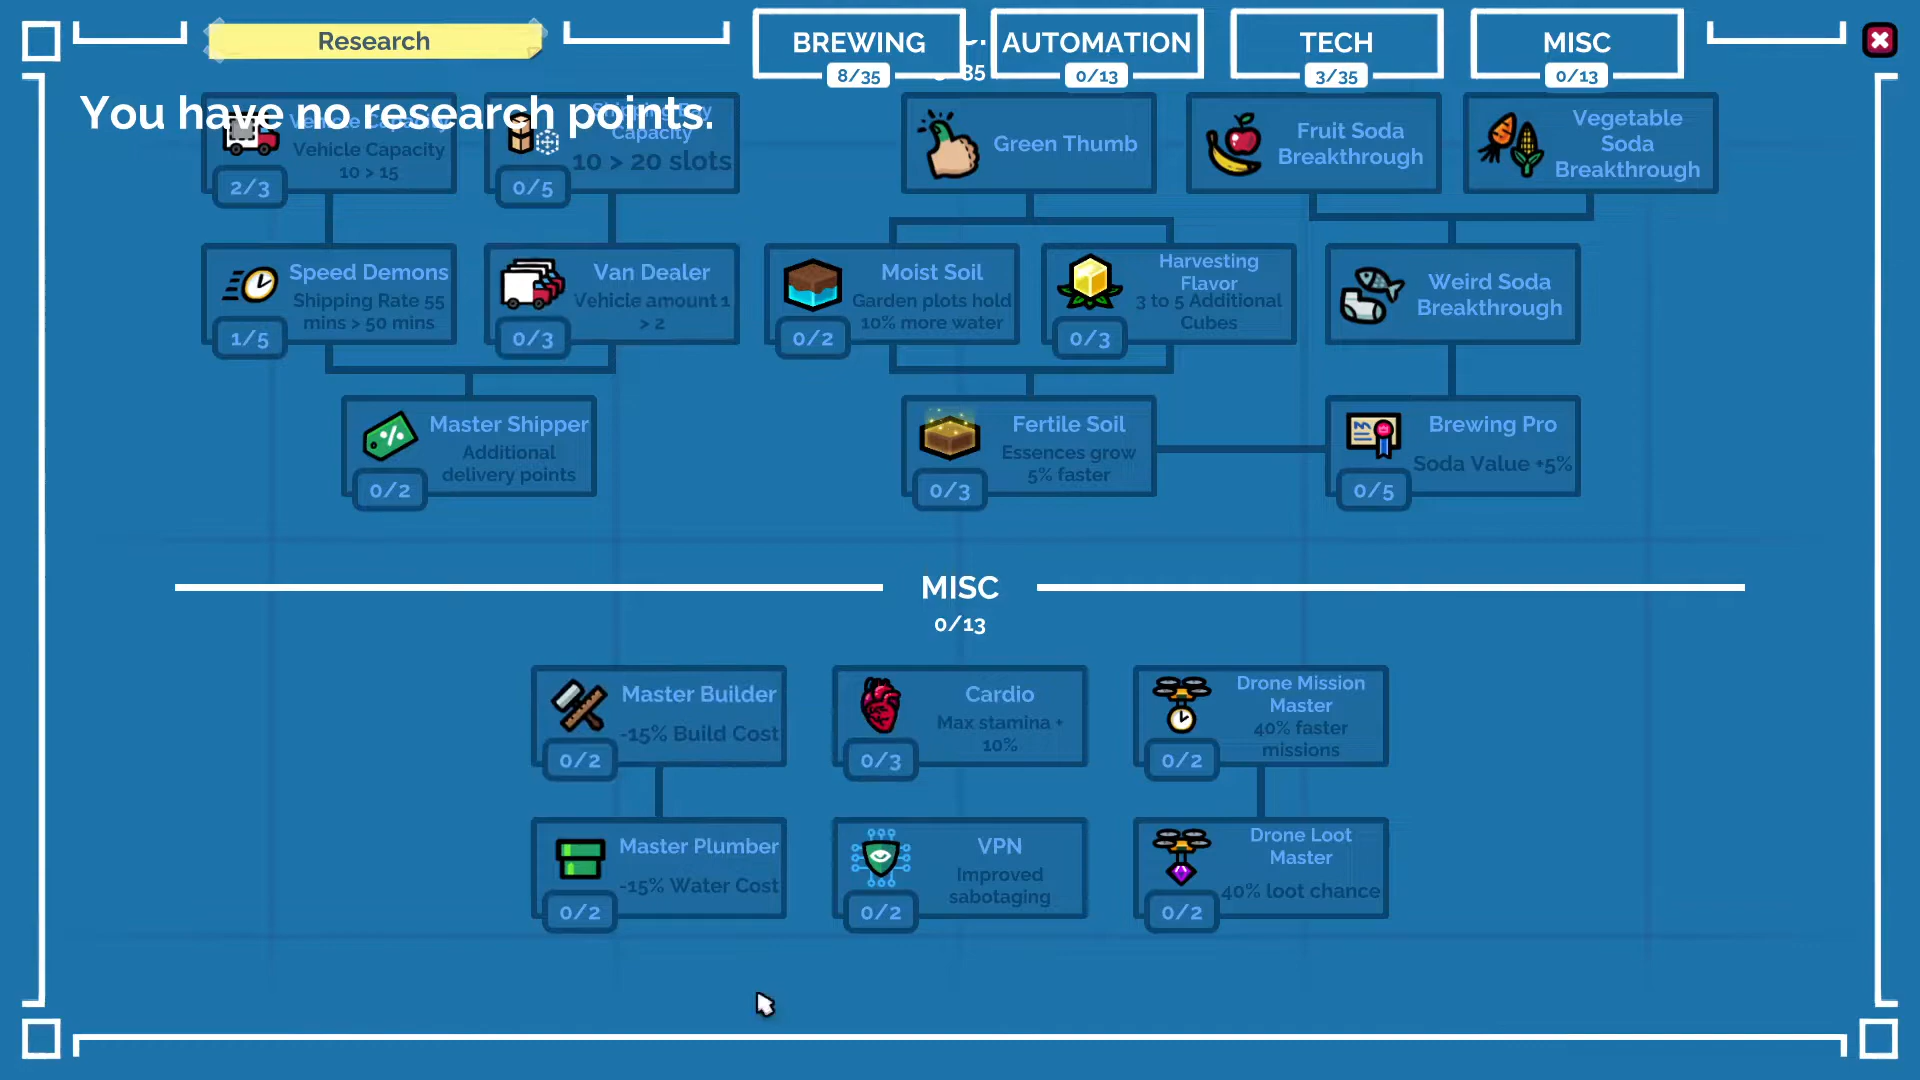 Research
BREWING
8/35
AUTOMATION
0/13
TECH
3/35
MISC
0/13
You have no research points.
Vehicle Capacity
Vehicle Capacity
10 > 15
2/3
Shipping Bay
Capacity
10 > 20 slots
0/5
Green Thumb
Fruit Soda
Breakthrough
Vegetable
Soda
Breakthrough
Speed Demons
Shipping Rate 55
mins > 50 mins
1/5
Van Dealer
Vehicle amount 1
> 2
0/3
Moist Soil
Garden plots hold
10% more water
0/2
Harvesting
Flavor
3 to 5 Additional
Cubes
0/3
Weird Soda
Breakthrough
Master Shipper
Additional
delivery points
0/2
Fertile Soil
Essences grow
5% faster
0/3
Brewing Pro
Soda Value +5%
0/5
MISC
0/13
Master Builder
-15% Build Cost
0/2
Cardio
Max stamina +
10%
0/3
Drone Mission
Master
40% faster
missions
0/2
Master Plumber
-15% Water Cost
0/2
VPN
Improved
sabotaging
0/2
Drone Loot
Master
40% loot chance
0/2